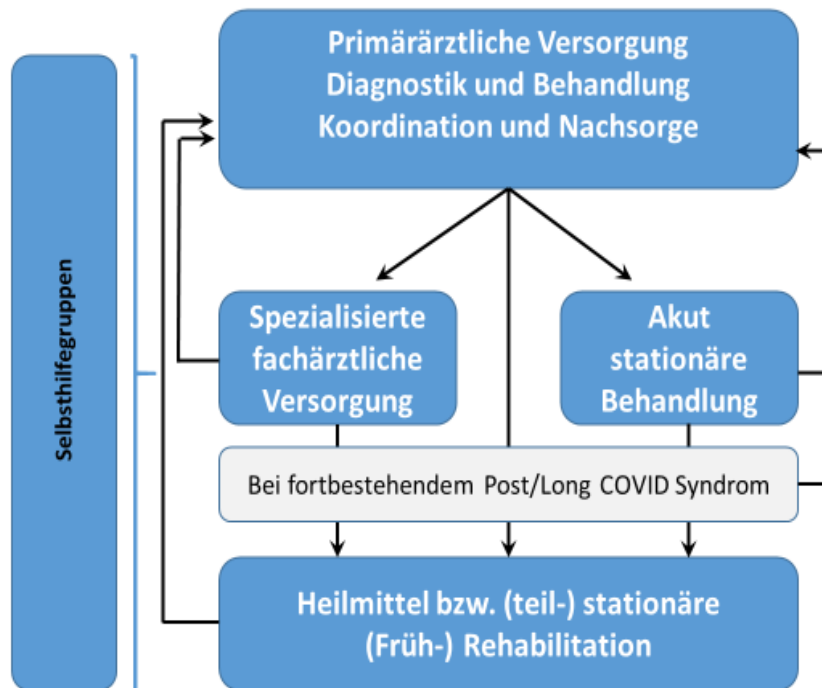 Primärärztliche Versorgung
Diagnostik und Behandlung
Koordination und Nachsorge
Selbsthilfegruppen
Spezialisierte
fachärztliche
Versorgung
Akut
stationäre
Behandlung
Bei fortbestehendem Post/Long COVID Syndrom
Heilmittel bzw. (teil-) stationäre
(Früh-) Rehabilitation